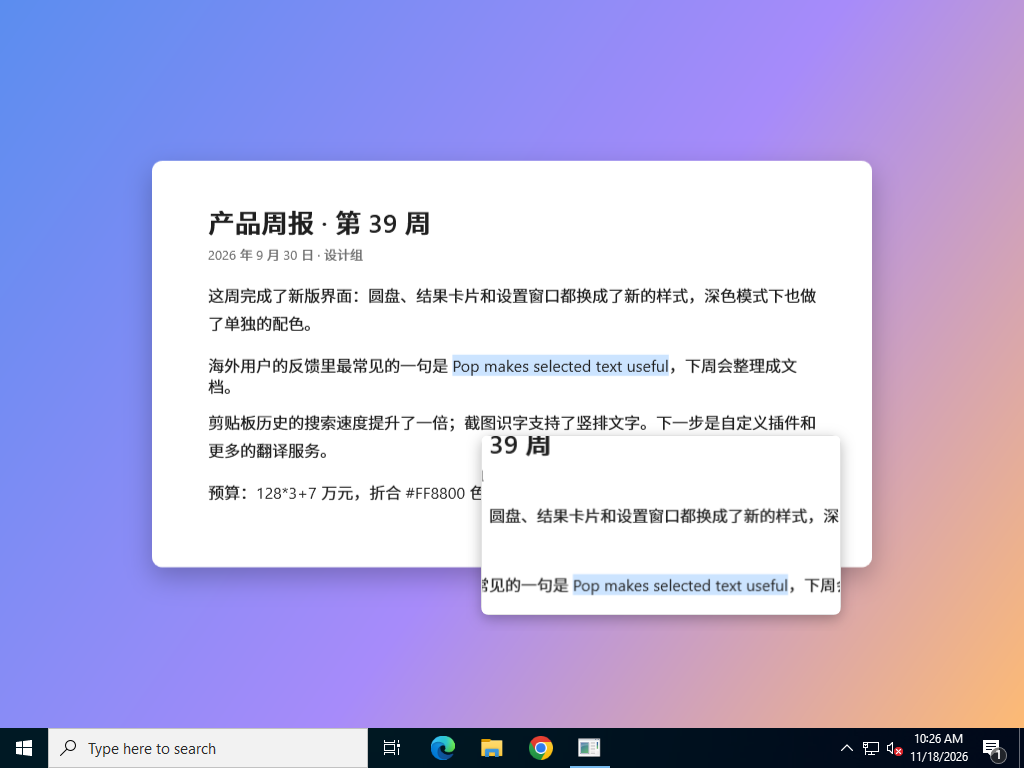 产品周报 · 第 39 周
2026 年 9 月 30 日 · 设计组
这周完成了新版界面：圆盘、结果卡片和设置窗口都换成了新的样式，深色模式下也做
了单独的配色。
海外用户的反馈里最常见的一句是 Pop makes selected text useful，下周会整理成文
档。
剪贴板历史的搜索速度提升了一倍；截图识字支持了竖排文字。下一步是自定义插件和
更多的翻译服务。
预算：128*3+7 万元，折合 #FF8800 色
39 周
圆盘、结果卡片和设置窗口都换成了新的样式，深
常见的一句是 Pop makes selected text useful，下周
Type here to search
10:26 AM
11/18/2026
1